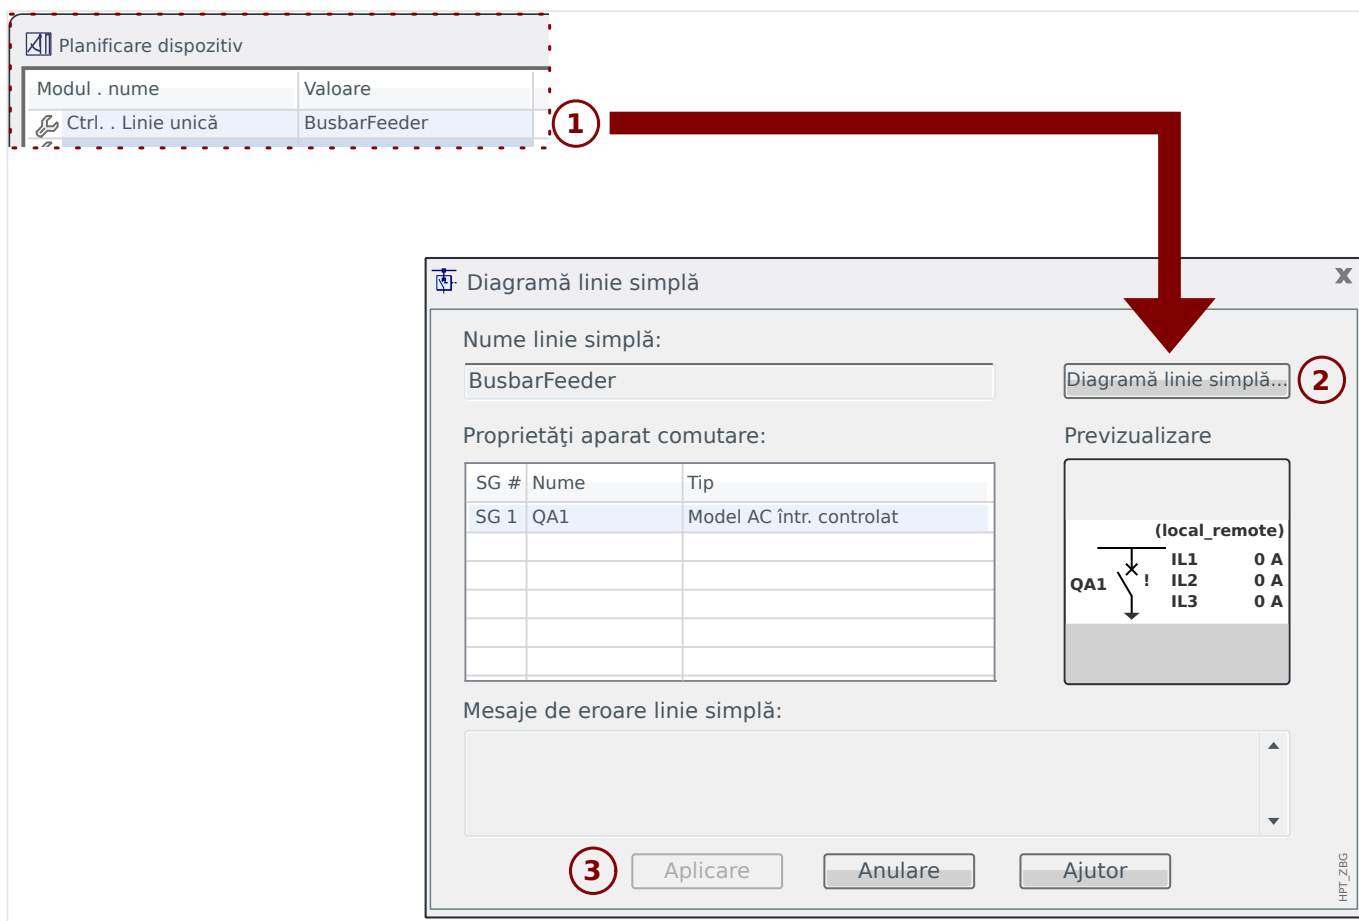 Planificare dispozitiv
Modul . nume Valoare
Ctrl. . Linie unică BusbarFeeder
1
Diagramă linie simplă x
Nume linie simplă:
BusbarFeeder
Diagramă linie simplă... 2
Proprietăţi aparat comutare:
Previzualizare
SG # Nume Tip
SG 1 QA1 Model AC într. controlat
(local_remote)
IL1 0 A
QA1 ! IL2 0 A
IL3 0 A
Mesaje de eroare linie simplă:
3 Aplicare Anulare Ajutor
HPT_ZBG